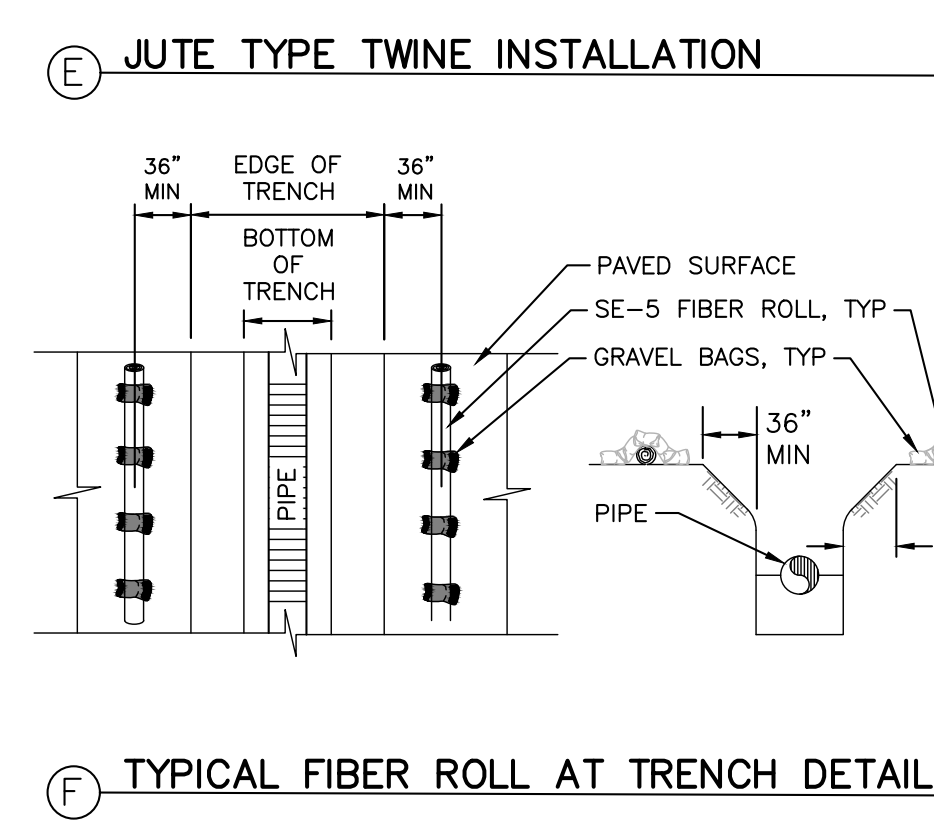 E JUTE TYPE TWINE INSTALLATION
36"
MIN
EDGE OF
TRENCH
36"
MIN
BOTTOM
OF
TRENCH
PAVED SURFACE
SE-5 FIBER ROLL, TYP
GRAVEL BAGS, TYP
36"
MIN
PIPE
PIPE
F TYPICAL FIBER ROLL AT TRENCH DETAIL